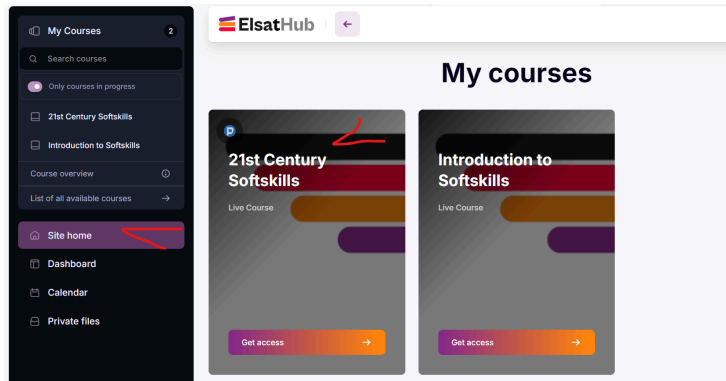 My Courses 2
Search courses
Only courses in progress
21st Century Softskills
Introduction to Softskills
Course overview
List of all available courses
Site home
Dashboard
Calendar
Private files
ElsatHub
My courses
21st Century
Softskills
Live Course
Get access
Introduction to
Softskills
Live Course
Get access